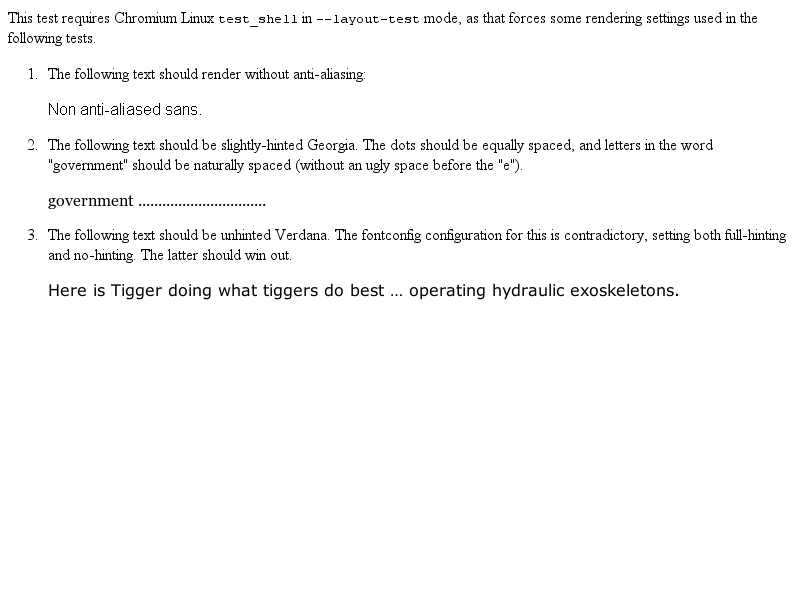 This test requires Chromium Linux test_shell in --layout-test mode, as that forces some rendering settings used in the
following tests.
1. The following text should render without anti-aliasing:
Non anti-aliased sans.
2. The following text should be slightly-hinted Georgia. The dots should be equally spaced, and letters in the word
"government" should be naturally spaced (without an ugly space before the "e").
government ................................
3. The following text should be unhinted Verdana. The fontconfig configuration for this is contradictory, setting both full-hinting
and no-hinting. The latter should win out.
Here is Tigger doing what tiggers do best … operating hydraulic exoskeletons.